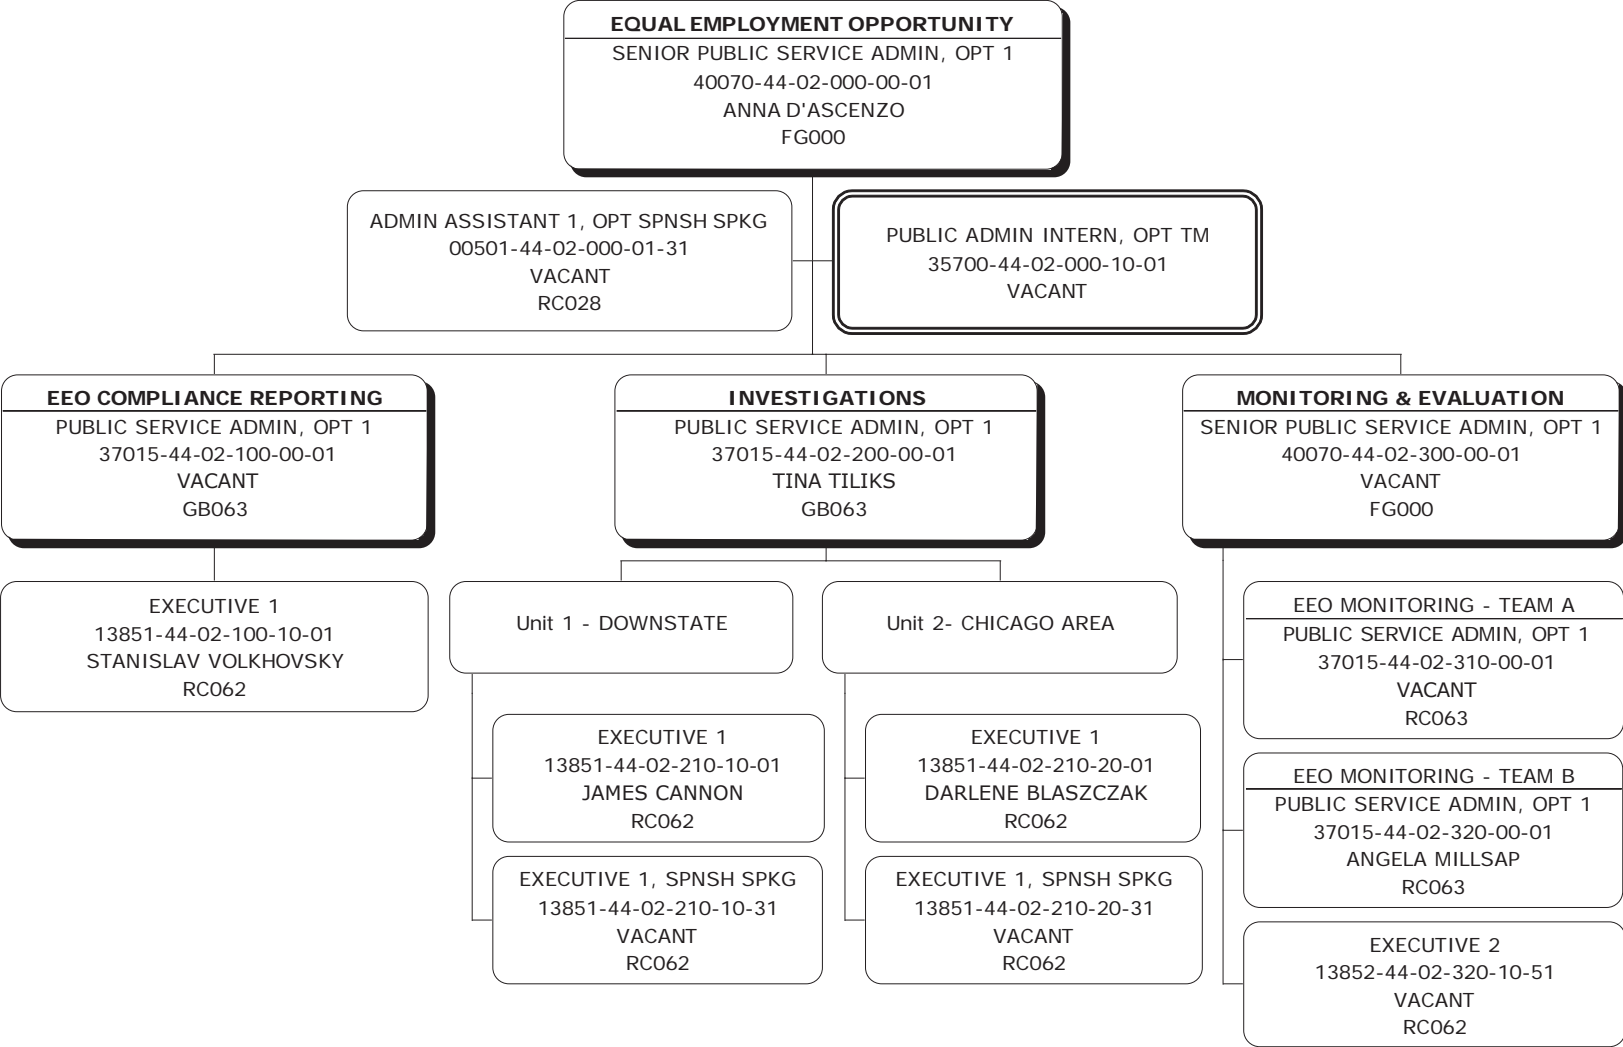 EQUAL EMPLOYMENT OPPORTUNITY
SENIOR PUBLIC SERVICE ADMIN, OPT 1
40070-44-02-000-00-01
ANNA D'ASCENZO
FG000
ADMIN ASSISTANT 1, OPT SPNSH SPKG
00501-44-02-000-01-31
VACANT
RC028
PUBLIC ADMIN INTERN, OPT TM
35700-44-02-000-10-01
VACANT
EEO COMPLIANCE REPORTING
PUBLIC SERVICE ADMIN, OPT 1
37015-44-02-100-00-01
VACANT
GB063
INVESTIGATIONS
PUBLIC SERVICE ADMIN, OPT 1
37015-44-02-200-00-01
TINA TILIKS
GB063
MONITORING & EVALUATION
SENIOR PUBLIC SERVICE ADMIN, OPT 1
40070-44-02-300-00-01
VACANT
FG000
EXECUTIVE 1
13851-44-02-100-10-01
STANISLAV VOLKHOVSKY
RC062
Unit 1 - DOWNSTATE
Unit 2- CHICAGO AREA
EXECUTIVE 1
13851-44-02-210-10-01
JAMES CANNON
RC062
EXECUTIVE 1, SPNSH SPKG
13851-44-02-210-10-31
VACANT
RC062
EXECUTIVE 1
13851-44-02-210-20-01
DARLENE BLASZCZAK
RC062
EXECUTIVE 1, SPNSH SPKG
13851-44-02-210-20-31
VACANT
RC062
EEO MONITORING - TEAM A
PUBLIC SERVICE ADMIN, OPT 1
37015-44-02-310-00-01
VACANT
RC063
EEO MONITORING - TEAM B
PUBLIC SERVICE ADMIN, OPT 1
37015-44-02-320-00-01
ANGELA MILLSAP
RC063
EXECUTIVE 2
13852-44-02-320-10-51
VACANT
RC062